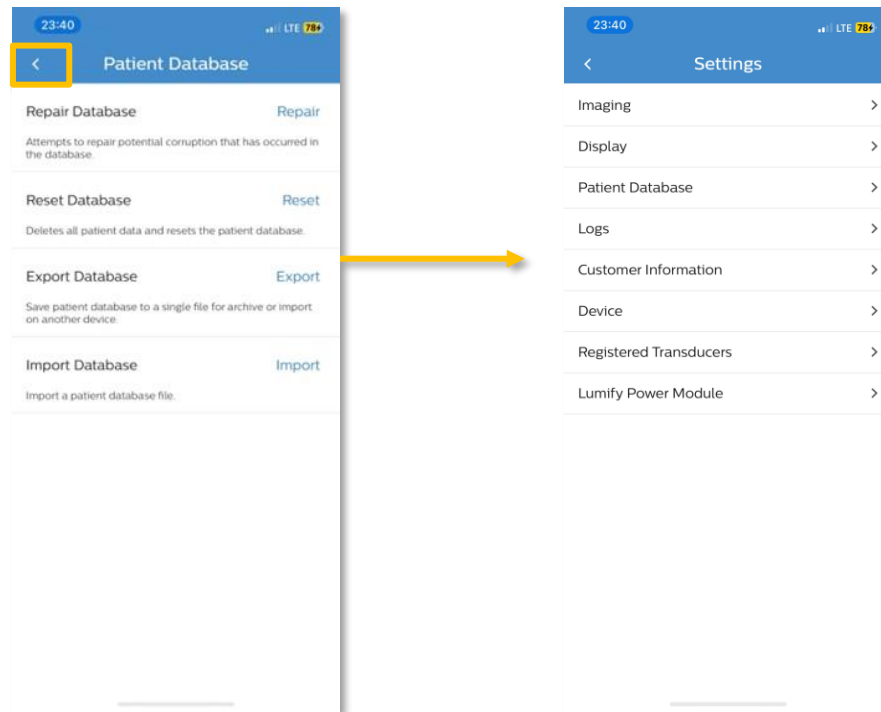 23:40
LTE 78
Patient Database
Repair Database Repair
Attempts to repair potential corruption that has occurred in
the database.
Reset Database Reset
Deletes all patient data and resets the patient database.
Export Database Export
Save patient database to a single file for archive or import
on another device.
Import Database Import
Import a patient database file.
23:40
LTE 78
Settings
Imaging
Display
Patient Database
Logs
Customer Information
Device
Registered Transducers
Lumify Power Module